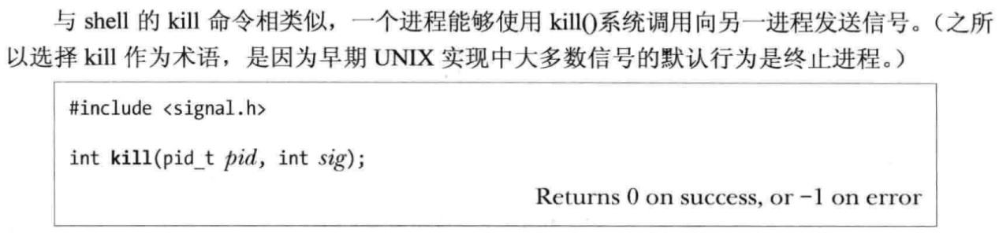 与 shell 的 kill 命令相类似，一个进程能够使用 kill()系统调用向另一进程发送信号。（之所
以选择 kill 作为术语，是因为早期 UNIX 实现中大多数信号的默认行为是终止进程。）
#include <signal.h>
int kill(pid_t pid, int sig);
Returns 0 on success, or −1 on error